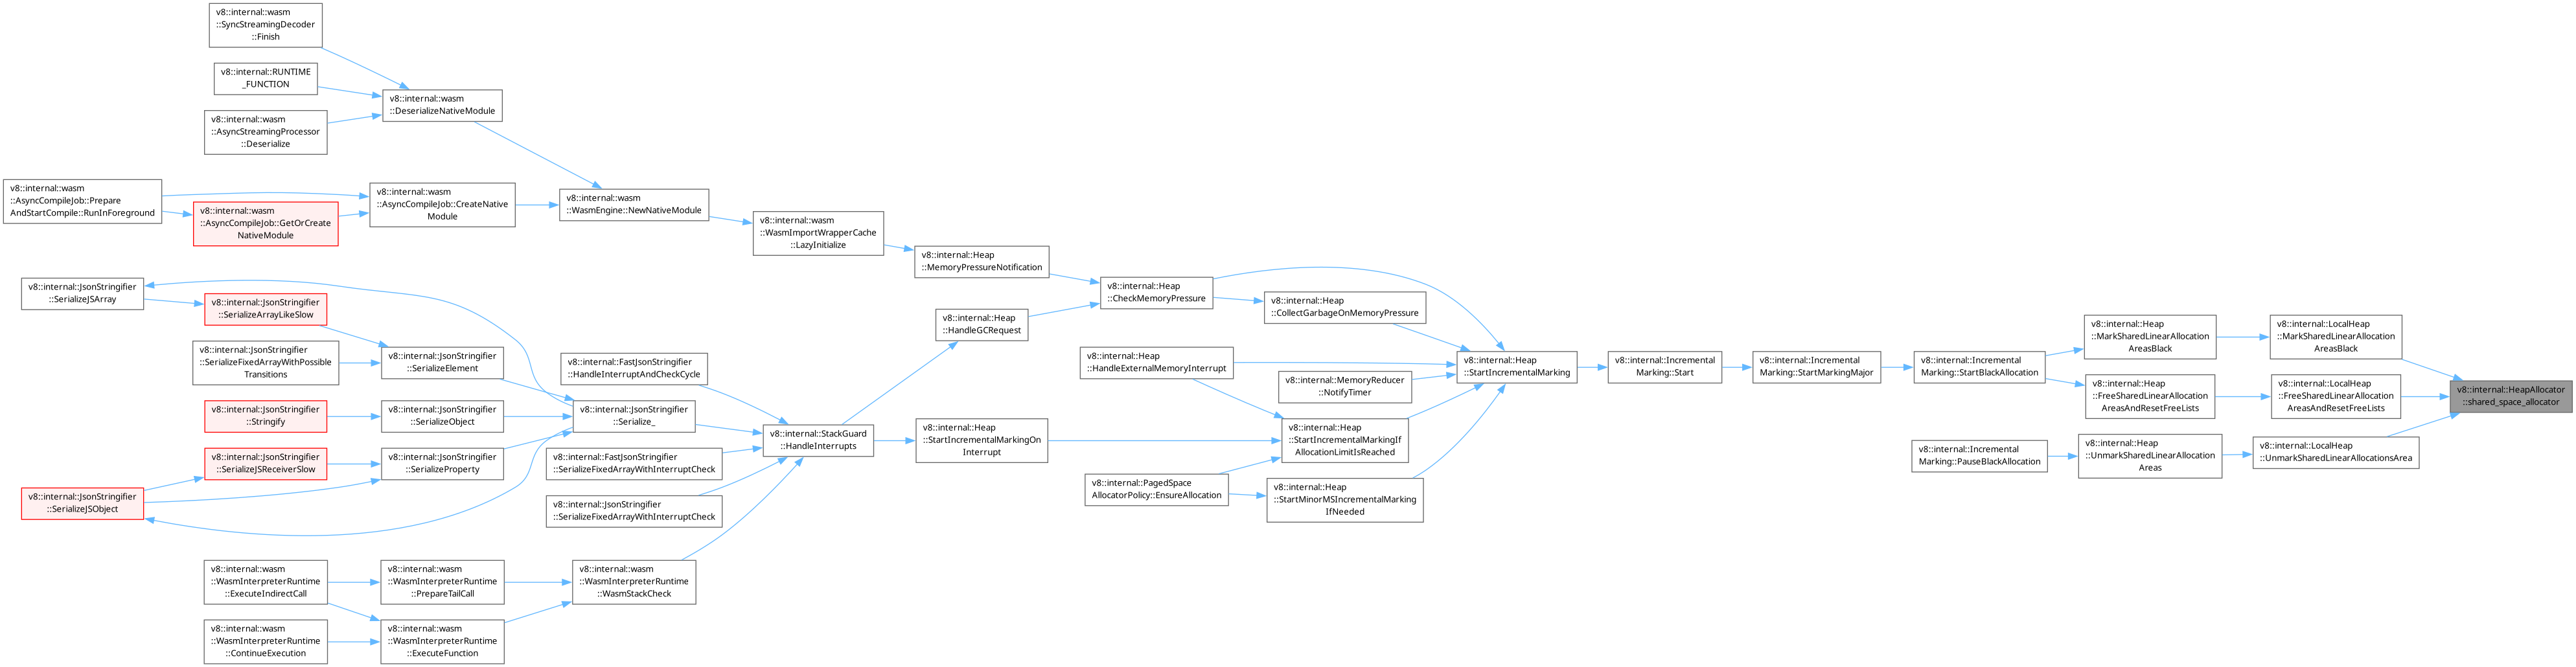 v8::internal::wasm
::SyncStreamingDecoder
::Finish
v8::internal::RUNTIME
_FUNCTION
v8::internal::wasm
::AsyncStreamingProcessor
::Deserialize
v8::internal::wasm
::DeserializeNativeModule
v8::internal::wasm
::AsyncCompileJob::Prepare
AndStartCompile::RunInForeground
v8::internal::wasm
::AsyncCompileJob::GetOrCreate
NativeModule
v8::internal::wasm
::AsyncCompileJob::CreateNative
Module
v8::internal::wasm
::WasmEngine::NewNativeModule
v8::internal::wasm
::WasmImportWrapperCache
::LazyInitialize
v8::internal::Heap
::MemoryPressureNotification
v8::internal::Heap
::CheckMemoryPressure
v8::internal::Heap
::HandleGCRequest
v8::internal::Heap
::CollectGarbageOnMemoryPressure
v8::internal::JsonStringifier
::SerializeJSArray
v8::internal::JsonStringifier
::SerializeArrayLikeSlow
v8::internal::JsonStringifier
::SerializeFixedArrayWithPossible
Transitions
v8::internal::JsonStringifier
::SerializeElement
v8::internal::JsonStringifier
::Stringify
v8::internal::JsonStringifier
::SerializeObject
v8::internal::JsonStringifier
::SerializeJSReceiverSlow
v8::internal::JsonStringifier
::SerializeProperty
v8::internal::JsonStringifier
::SerializeJSObject
v8::internal::FastJsonStringifier
::HandleInterruptAndCheckCycle
v8::internal::JsonStringifier
::Serialize_
v8::internal::FastJsonStringifier
::SerializeFixedArrayWithInterruptCheck
v8::internal::JsonStringifier
::SerializeFixedArrayWithInterruptCheck
v8::internal::StackGuard
::HandleInterrupts
v8::internal::wasm
::WasmInterpreterRuntime
::WasmStackCheck
v8::internal::wasm
::WasmInterpreterRuntime
::ExecuteIndirectCall
v8::internal::wasm
::WasmInterpreterRuntime
::PrepareTailCall
v8::internal::wasm
::WasmInterpreterRuntime
::ContinueExecution
v8::internal::wasm
::WasmInterpreterRuntime
::ExecuteFunction
v8::internal::Heap
::HandleExternalMemoryInterrupt
v8::internal::MemoryReducer
::NotifyTimer
v8::internal::Heap
::StartIncrementalMarkingOn
Interrupt
v8::internal::Heap
::StartIncrementalMarkingIf
AllocationLimitIsReached
v8::internal::PagedSpace
AllocatorPolicy::EnsureAllocation
v8::internal::Heap
::StartMinorMSIncrementalMarking
IfNeeded
v8::internal::Heap
::StartIncrementalMarking
v8::internal::Incremental
Marking::Start
v8::internal::Incremental
Marking::StartMarkingMajor
v8::internal::Incremental
Marking::StartBlackAllocation
v8::internal::Heap
::MarkSharedLinearAllocation
AreasBlack
v8::internal::LocalHeap
::MarkSharedLinearAllocation
AreasBlack
v8::internal::Heap
::FreeSharedLinearAllocation
AreasAndResetFreeLists
v8::internal::LocalHeap
::FreeSharedLinearAllocation
AreasAndResetFreeLists
v8::internal::Incremental
Marking::PauseBlackAllocation
v8::internal::Heap
::UnmarkSharedLinearAllocation
Areas
v8::internal::LocalHeap
::UnmarkSharedLinearAllocationsArea
v8::internal::HeapAllocator
::shared_space_allocator